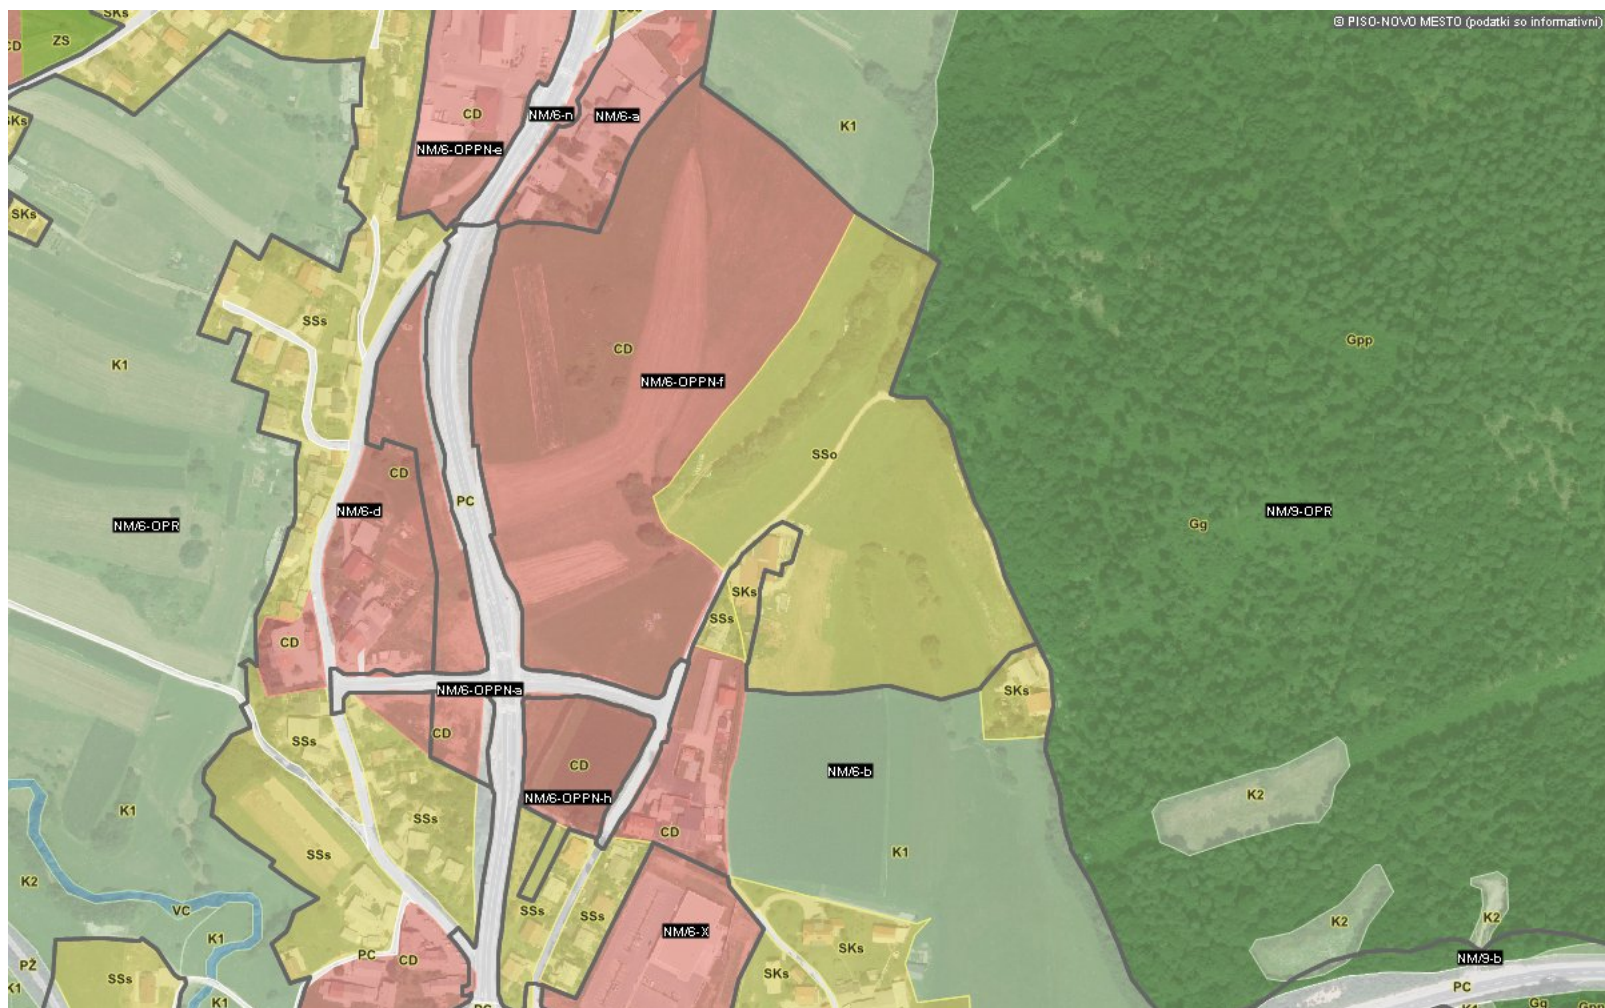 SKs
© PISO-NOVO MESTO (podatki so informativni)
CD
ZS
CD
NM/6-n
NM/6-a
SKs
K1
NM/6-OPPN-e
SKs
SSs
Gpp
CD
K1
NM/6-OPPN-f
SSo
CD
PC
NM/6-d
NM/9-OPR
NM/6-OPR
Gg
SKs
SSs
CD
NM/6-OPPN-a
SKs
CD
SSs
CD
NM/6-b
NM/6-OPPN-h
K2
K1
SSs
CD
SSs
K1
K2
VC
SSs
SSs
K2
K2
NM/6-X
K1
SKs
PC
CD
NM/9-b
PŽ
SSs
SKs
PC
K1
K1
PC
K1
Gg
Gpp